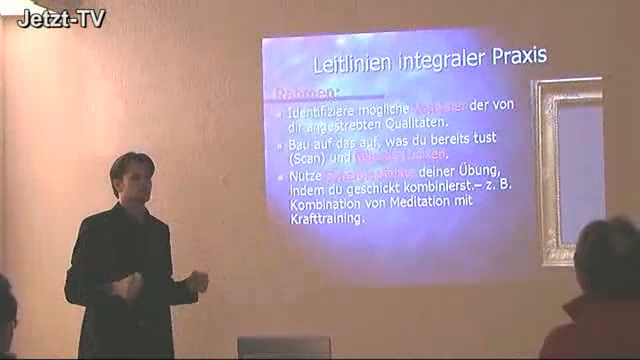 Jetzt-TV
Leitlinien integraler Praxis
Rahmen:
Identifiziere mögliche der von
dir angestrebten Qualitäten.
Bau auf das auf, was du bereits tust
(Scan) und
Nutze deiner Übung,
indem du geschickt kombinierst.– z. B.
Kombination von Meditation mit
Krafttraining.